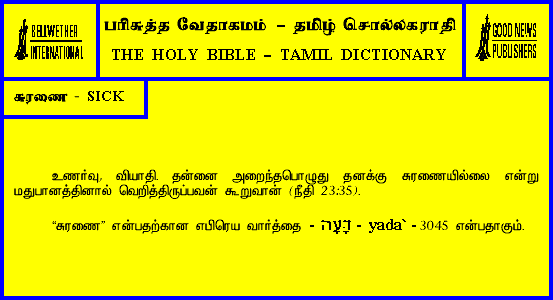 BELLWETHER
INTERNATIONAL
பரிசுத்த வேதாகமம் – தமிழ் சொல்லகராதி
THE HOLY BIBLE – TAMIL DICTIONARY
GOOD NEWS
PUBLISHERS
சுரணை - SICK
உணர்வு, வியாதி. தன்னை அறைந்தபொழுது தனக்கு சுரணையில்லை என்று
மதுபானத்தினால் வெறித்திருப்பவன் கூறுவான் (நீதி 23:35).
“சுரணை” என்பதற்கான எபிரெய வார்த்தை - דָּעָה - yada` - 3045 என்பதாகும்.